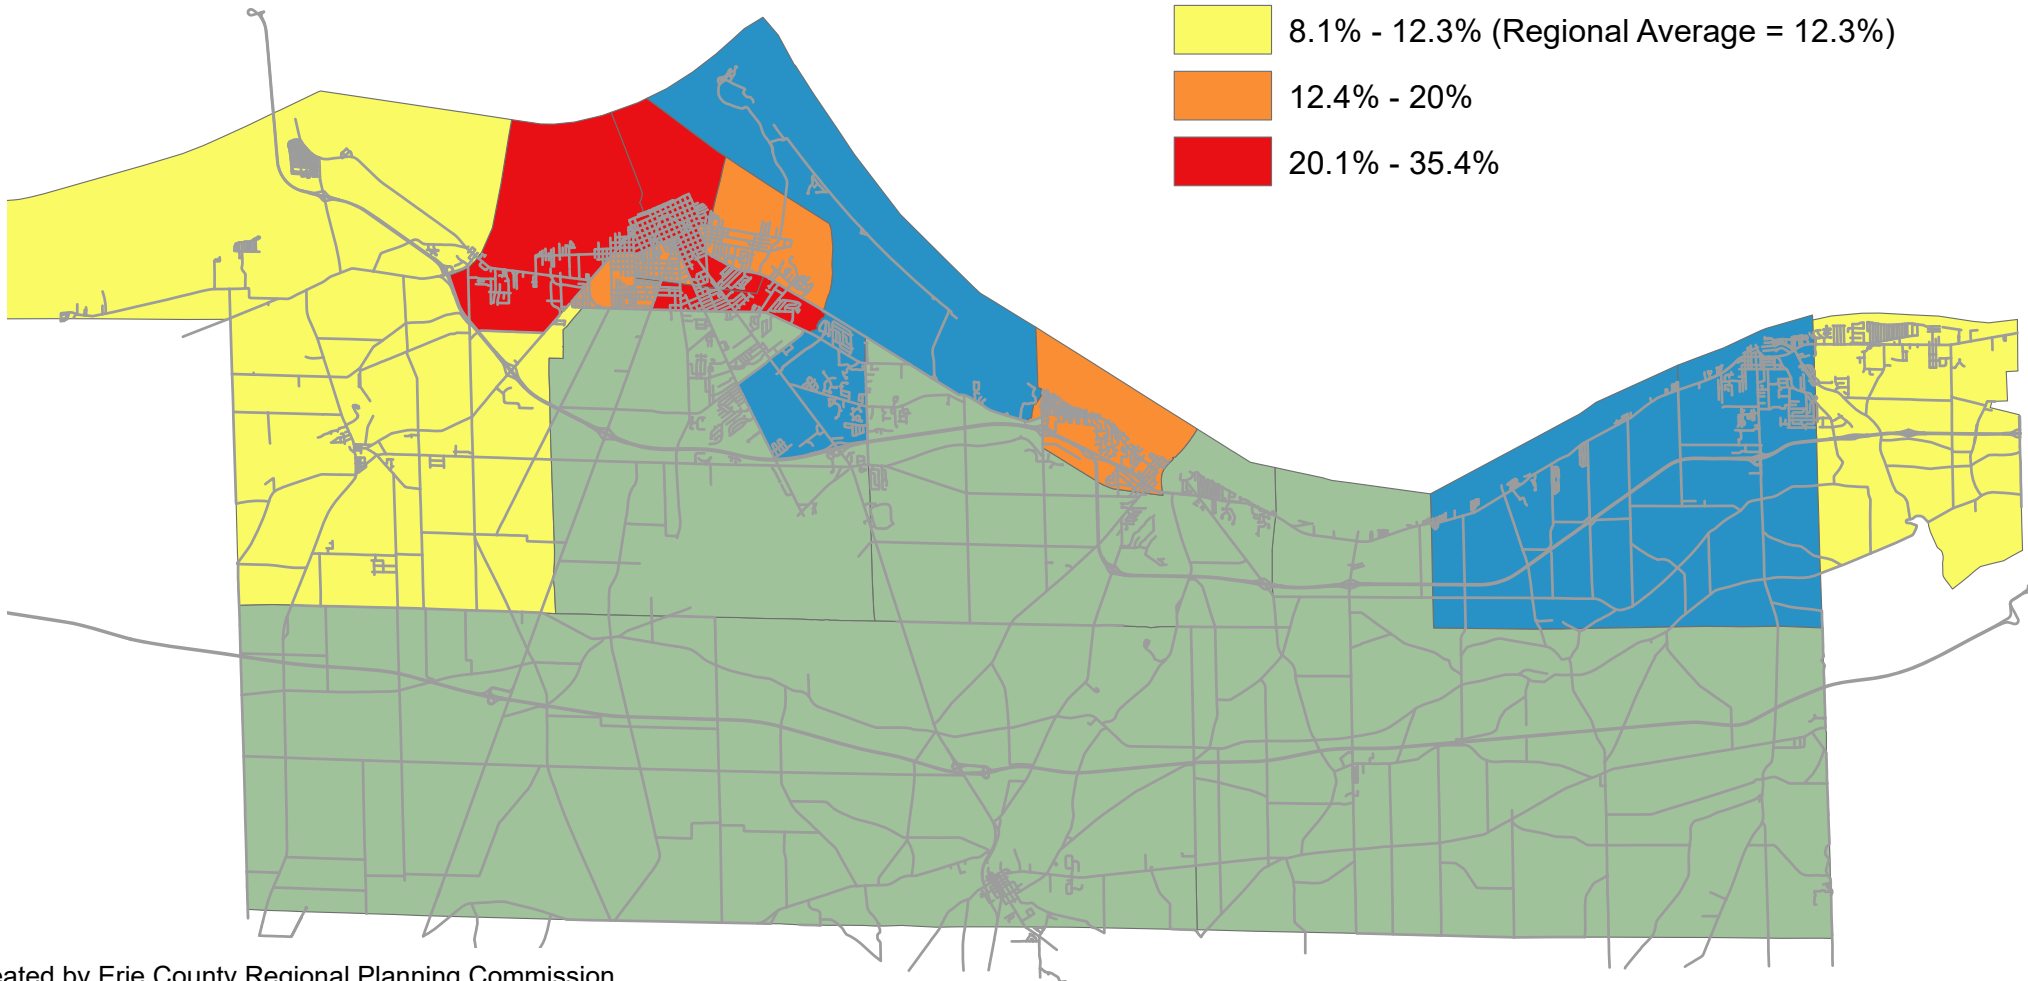 8.1% - 12.3% (Regional Average = 12.3%)
12.4% - 20%
20.1% - 35.4%
by Erie County Regional Planning Commission